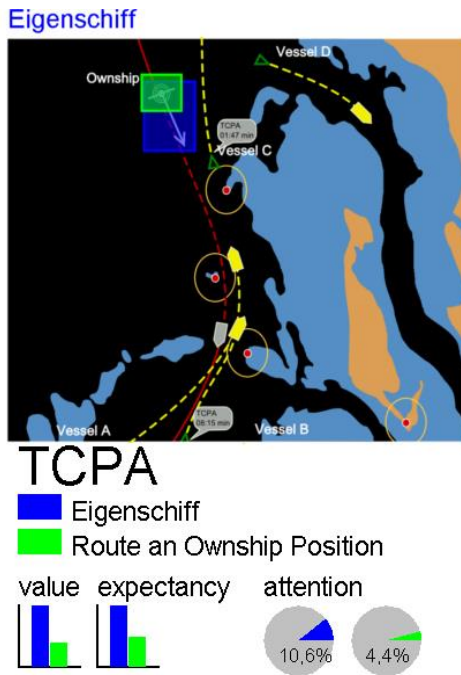 Eigenschiff
Vessel D
Ownship
TCPA
01:47 min
Vessel C
TCPA
08:15 min
Vessel A
Vessel B
TCPA
Eigenschiff
Route an Ownship Position
value expectancy attention
10,6% 4,4%